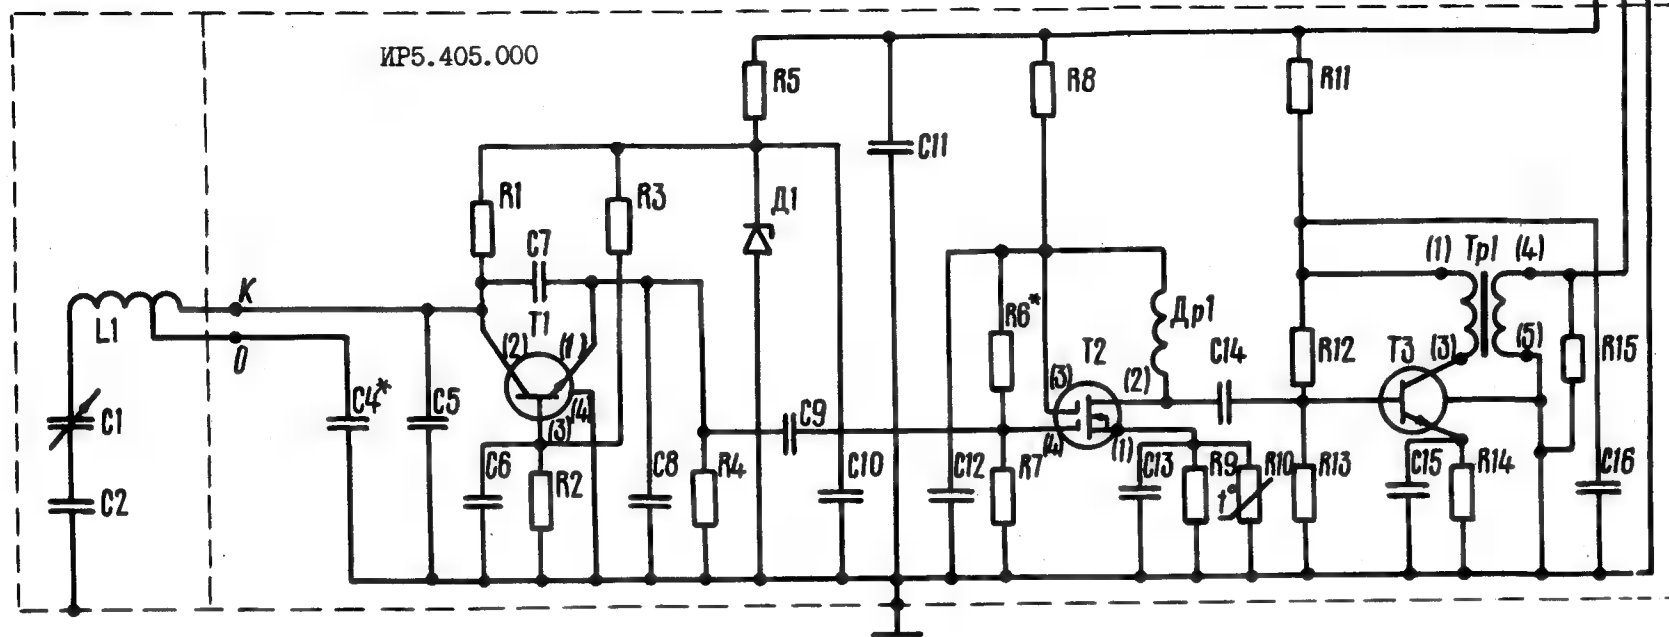 ИР5.405.000
R5
R8
R11
C11
R1
R3
Д1
C7
(1) Тр1 (4)
К
R6*
Др1
L1
T1
О
(2)
(1)
T2
C14
R12
T3
(3)
(5)
R15
(3)
(2)
C4*
C5
C1
(4)
C9
(3)
(4)
(1)
C6
R2
C8
R4
C10
C12
R7
C13
R9
R10
t°
R13
C15
R14
C16
C2